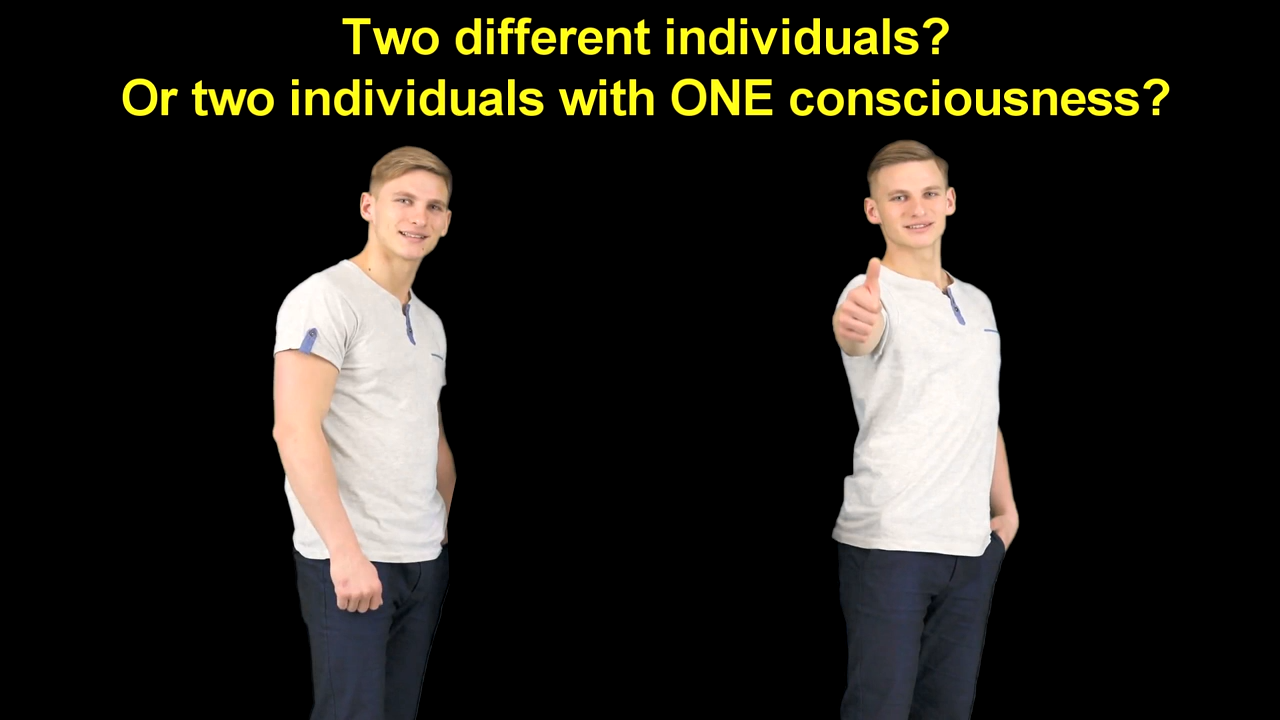 Two different individuals?
Or two individuals with ONE consciousness?